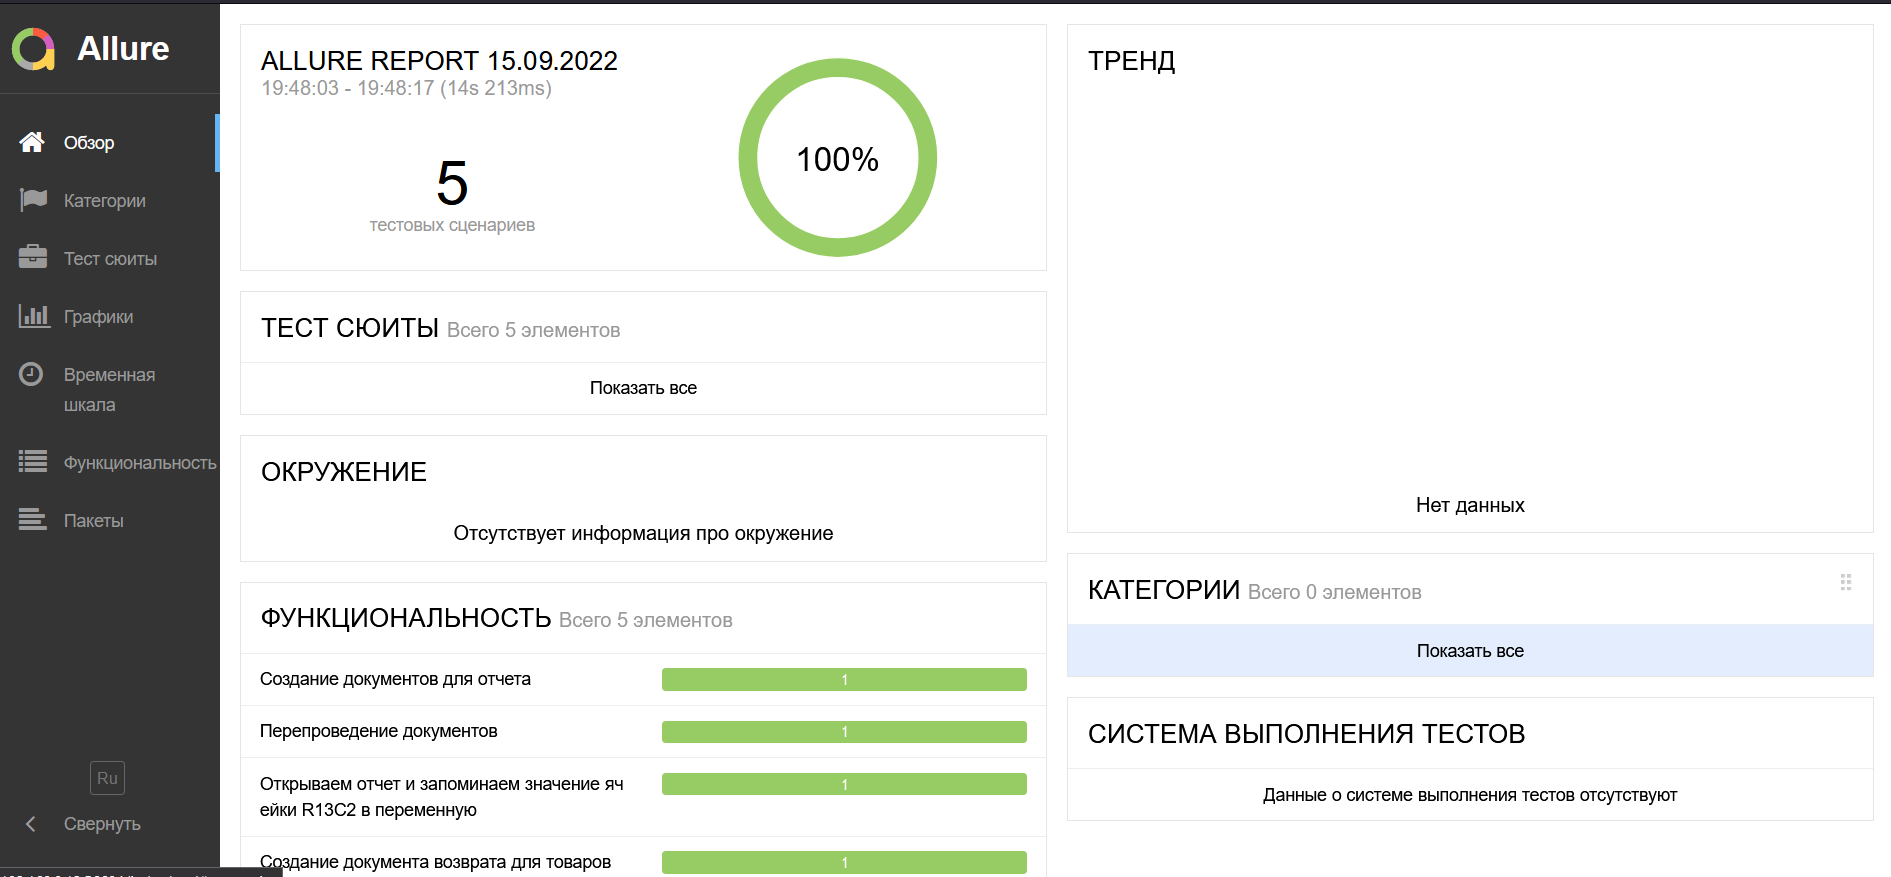 Allure
Обзор
Категории
Тест сюиты
Графики
Временная
шкала
Функциональность
Пакеты
Ru
Свернуть
ALLURE REPORT 15.09.2022
19:48:03 - 19:48:17 (14s 213ms)
5
тестовых сценариев
100%
ТЕСТ СЮИТЫ Всего 5 элементов
Показать все
ОКРУЖЕНИЕ
Отсутствует информация про окружение
ФУНКЦИОНАЛЬНОСТЬ Всего 5 элементов
Создание документов для отчета 1
Перепроведение документов 1
Открываем отчет и запоминаем значение яч 1
ейки R13C2 в переменную
Создание документа возврата для товаров 1
ТРЕНД
Нет данных
КАТЕГОРИИ Всего 0 элементов
Показать все
СИСТЕМА ВЫПОЛНЕНИЯ ТЕСТОВ
Данные о системе выполнения тестов отсутствуют